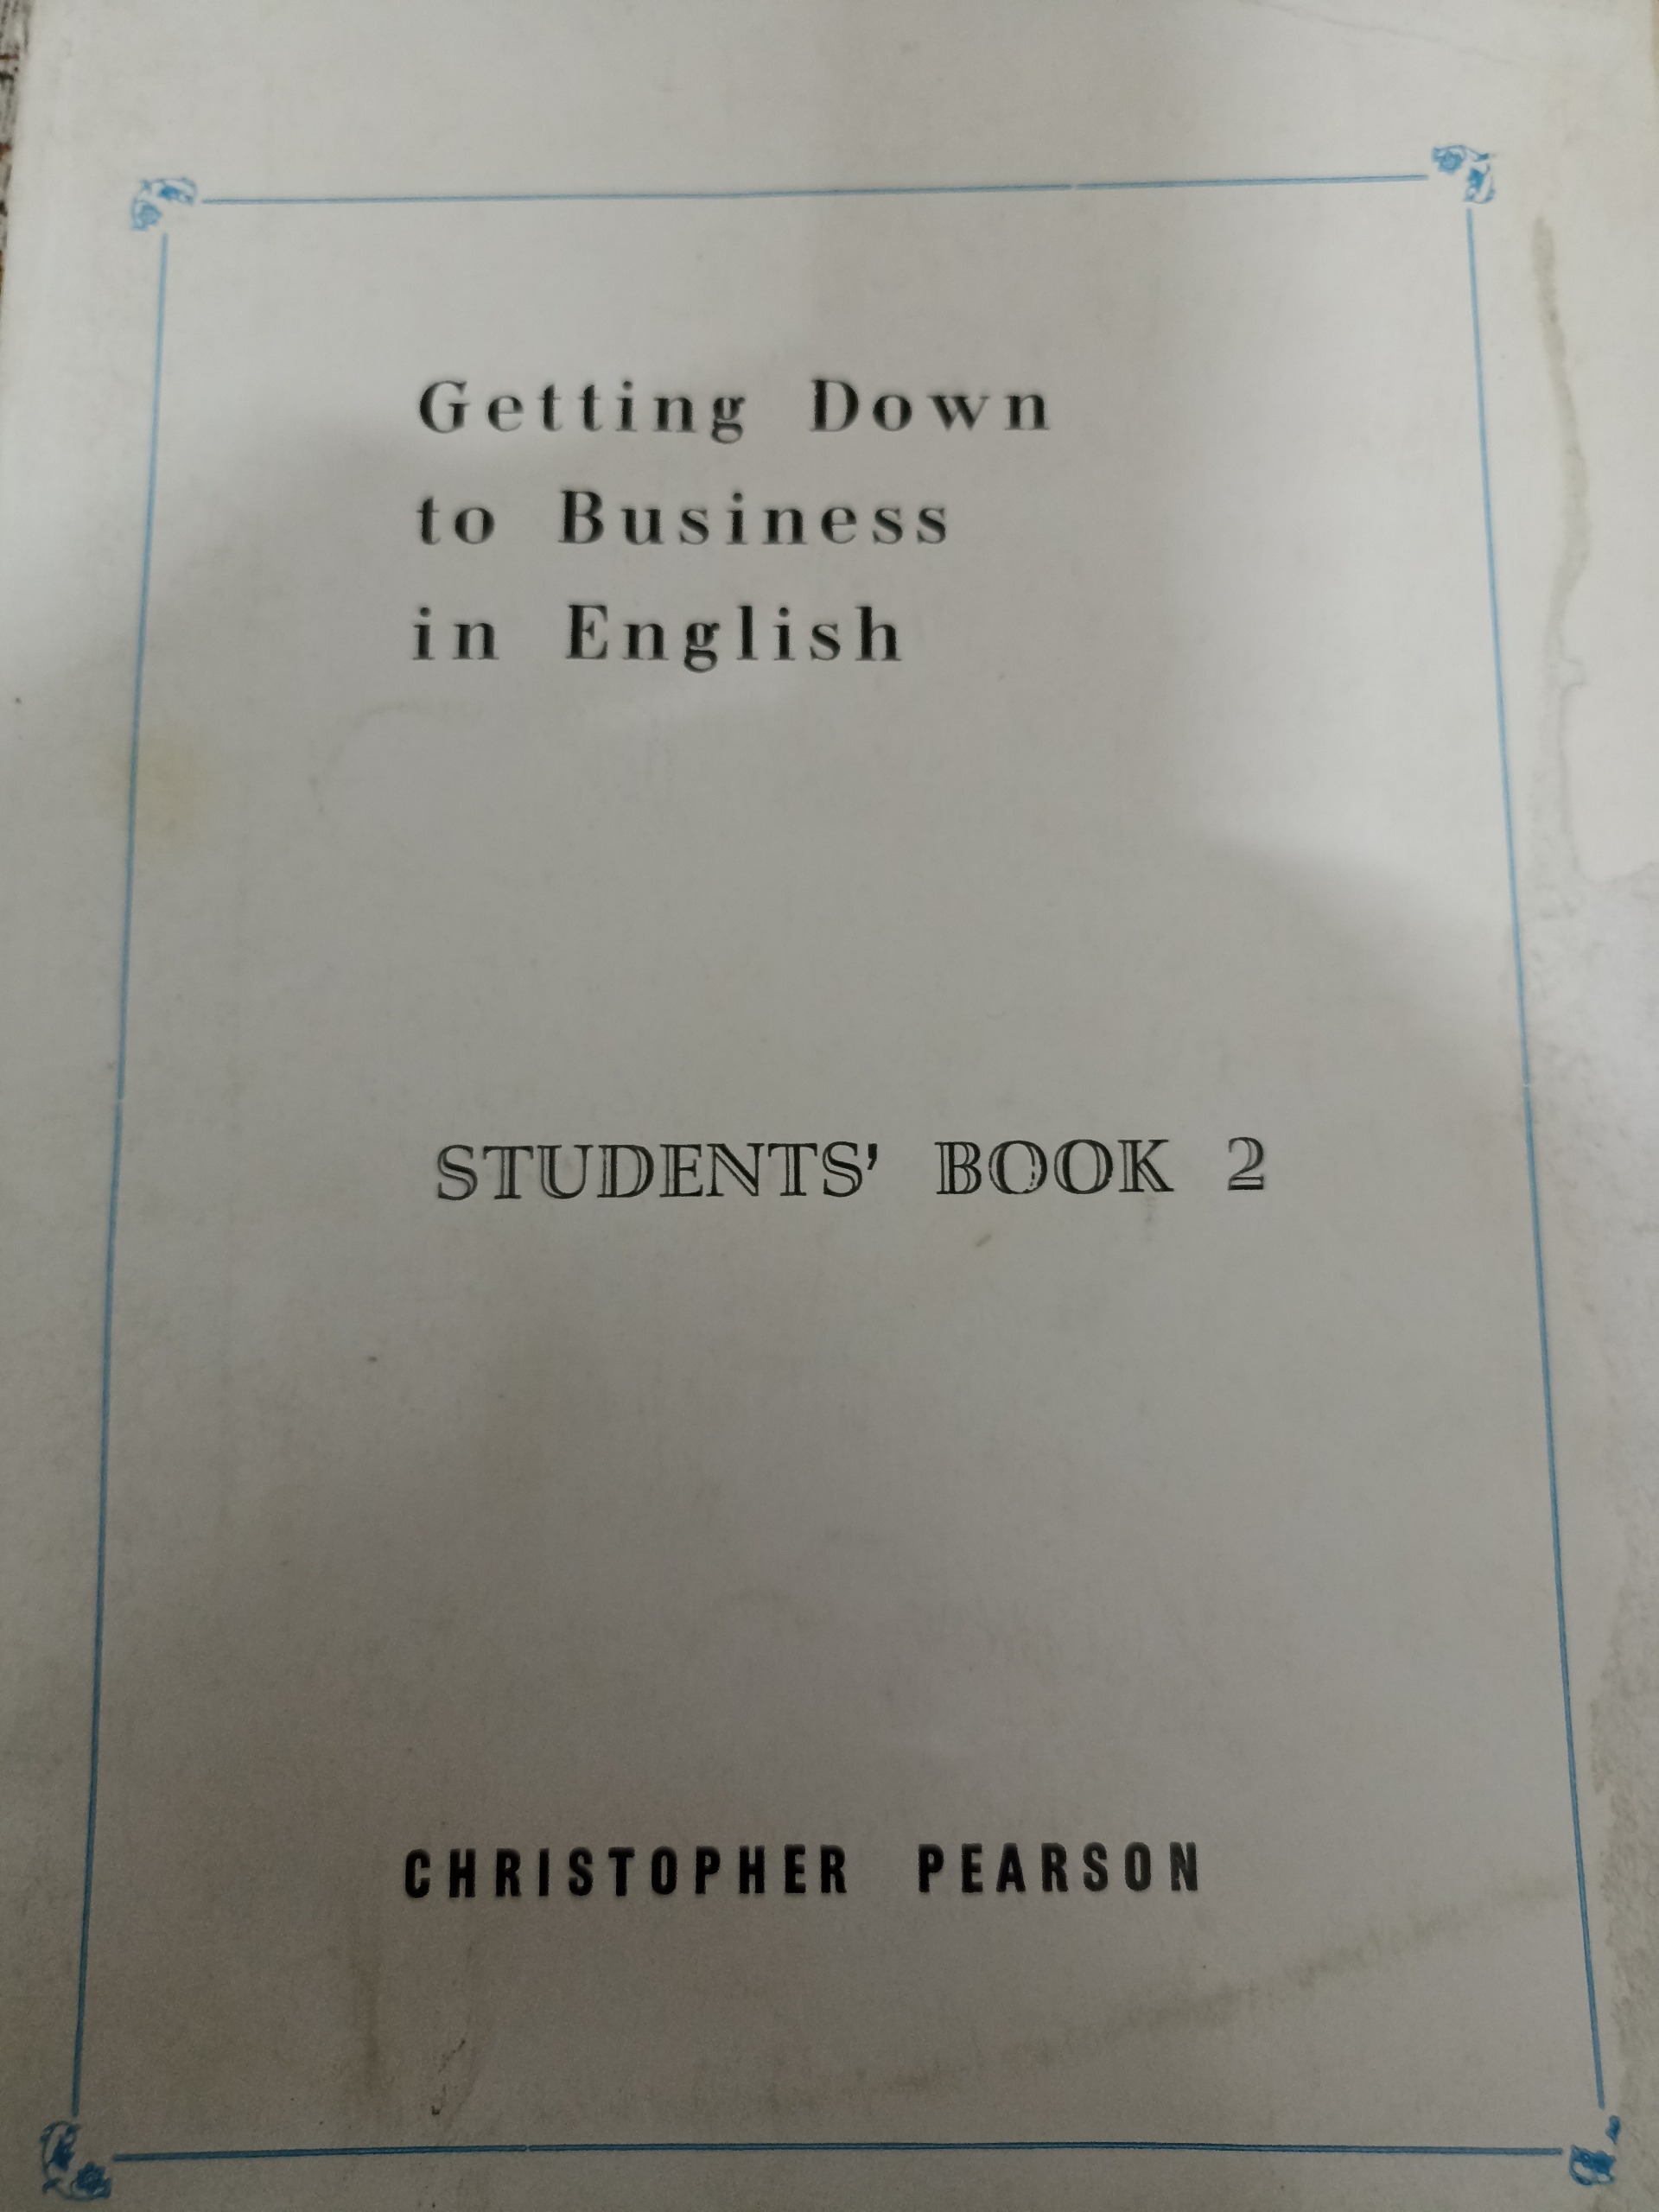 Getting Down
to Business
in English
STUDENTS' BOOK 2
CHRISTOPHER PEARSON